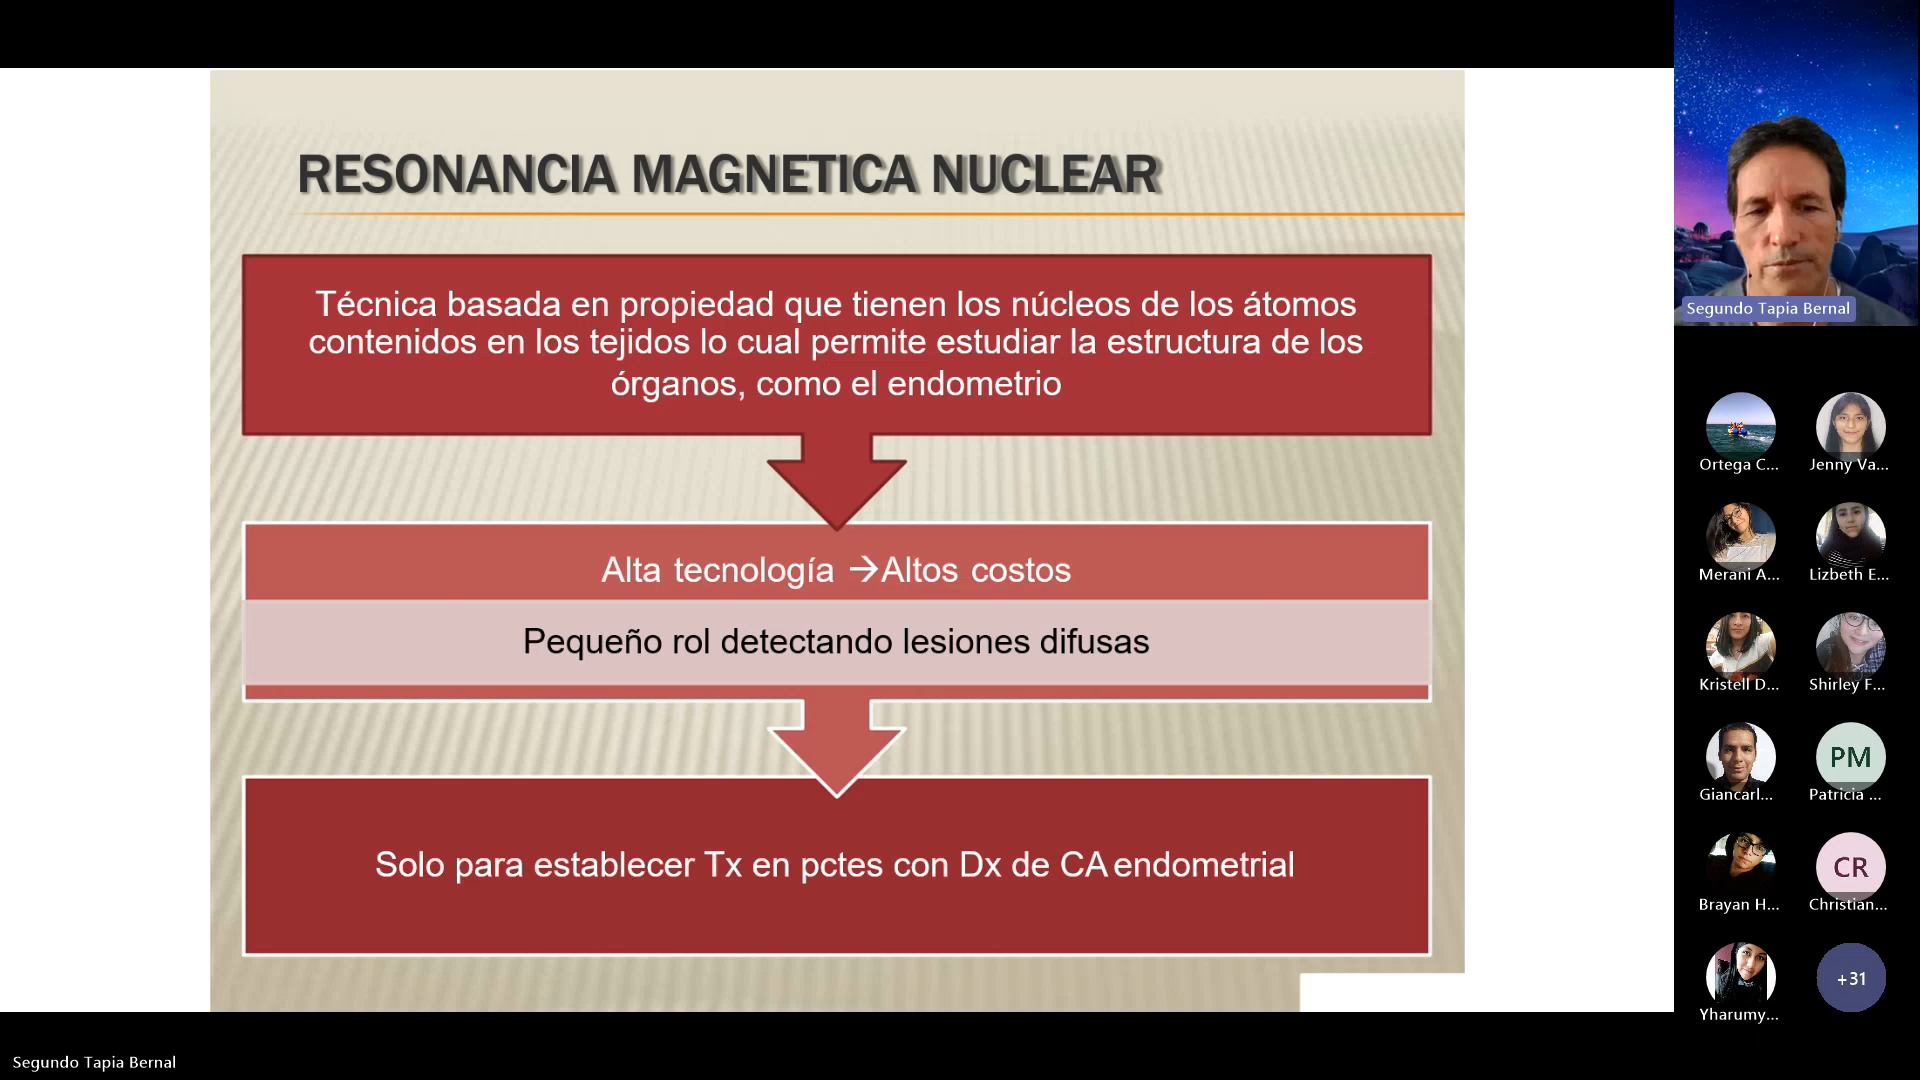 RESONANCIA MAGNETICA NUCLEAR
Técnica basada en propiedad que tienen los núcleos de los átomos
contenidos en los tejidos lo cual permite estudiar la estructura de los
órganos, como el endometrio
Alta tecnología →Altos costos
Pequeño rol detectando lesiones difusas
Solo para establecer Tx en pctes con Dx de CA endometrial
Segundo Tapia Bernal
Ortega C...
Jenny Va...
Merani A...
Lizbeth E...
Kristell D...
Shirley F...
Giancarl...
PM
Patricia ...
Brayan H...
CR
Christian...
Yharumy...
+31
Segundo Tapia Bernal